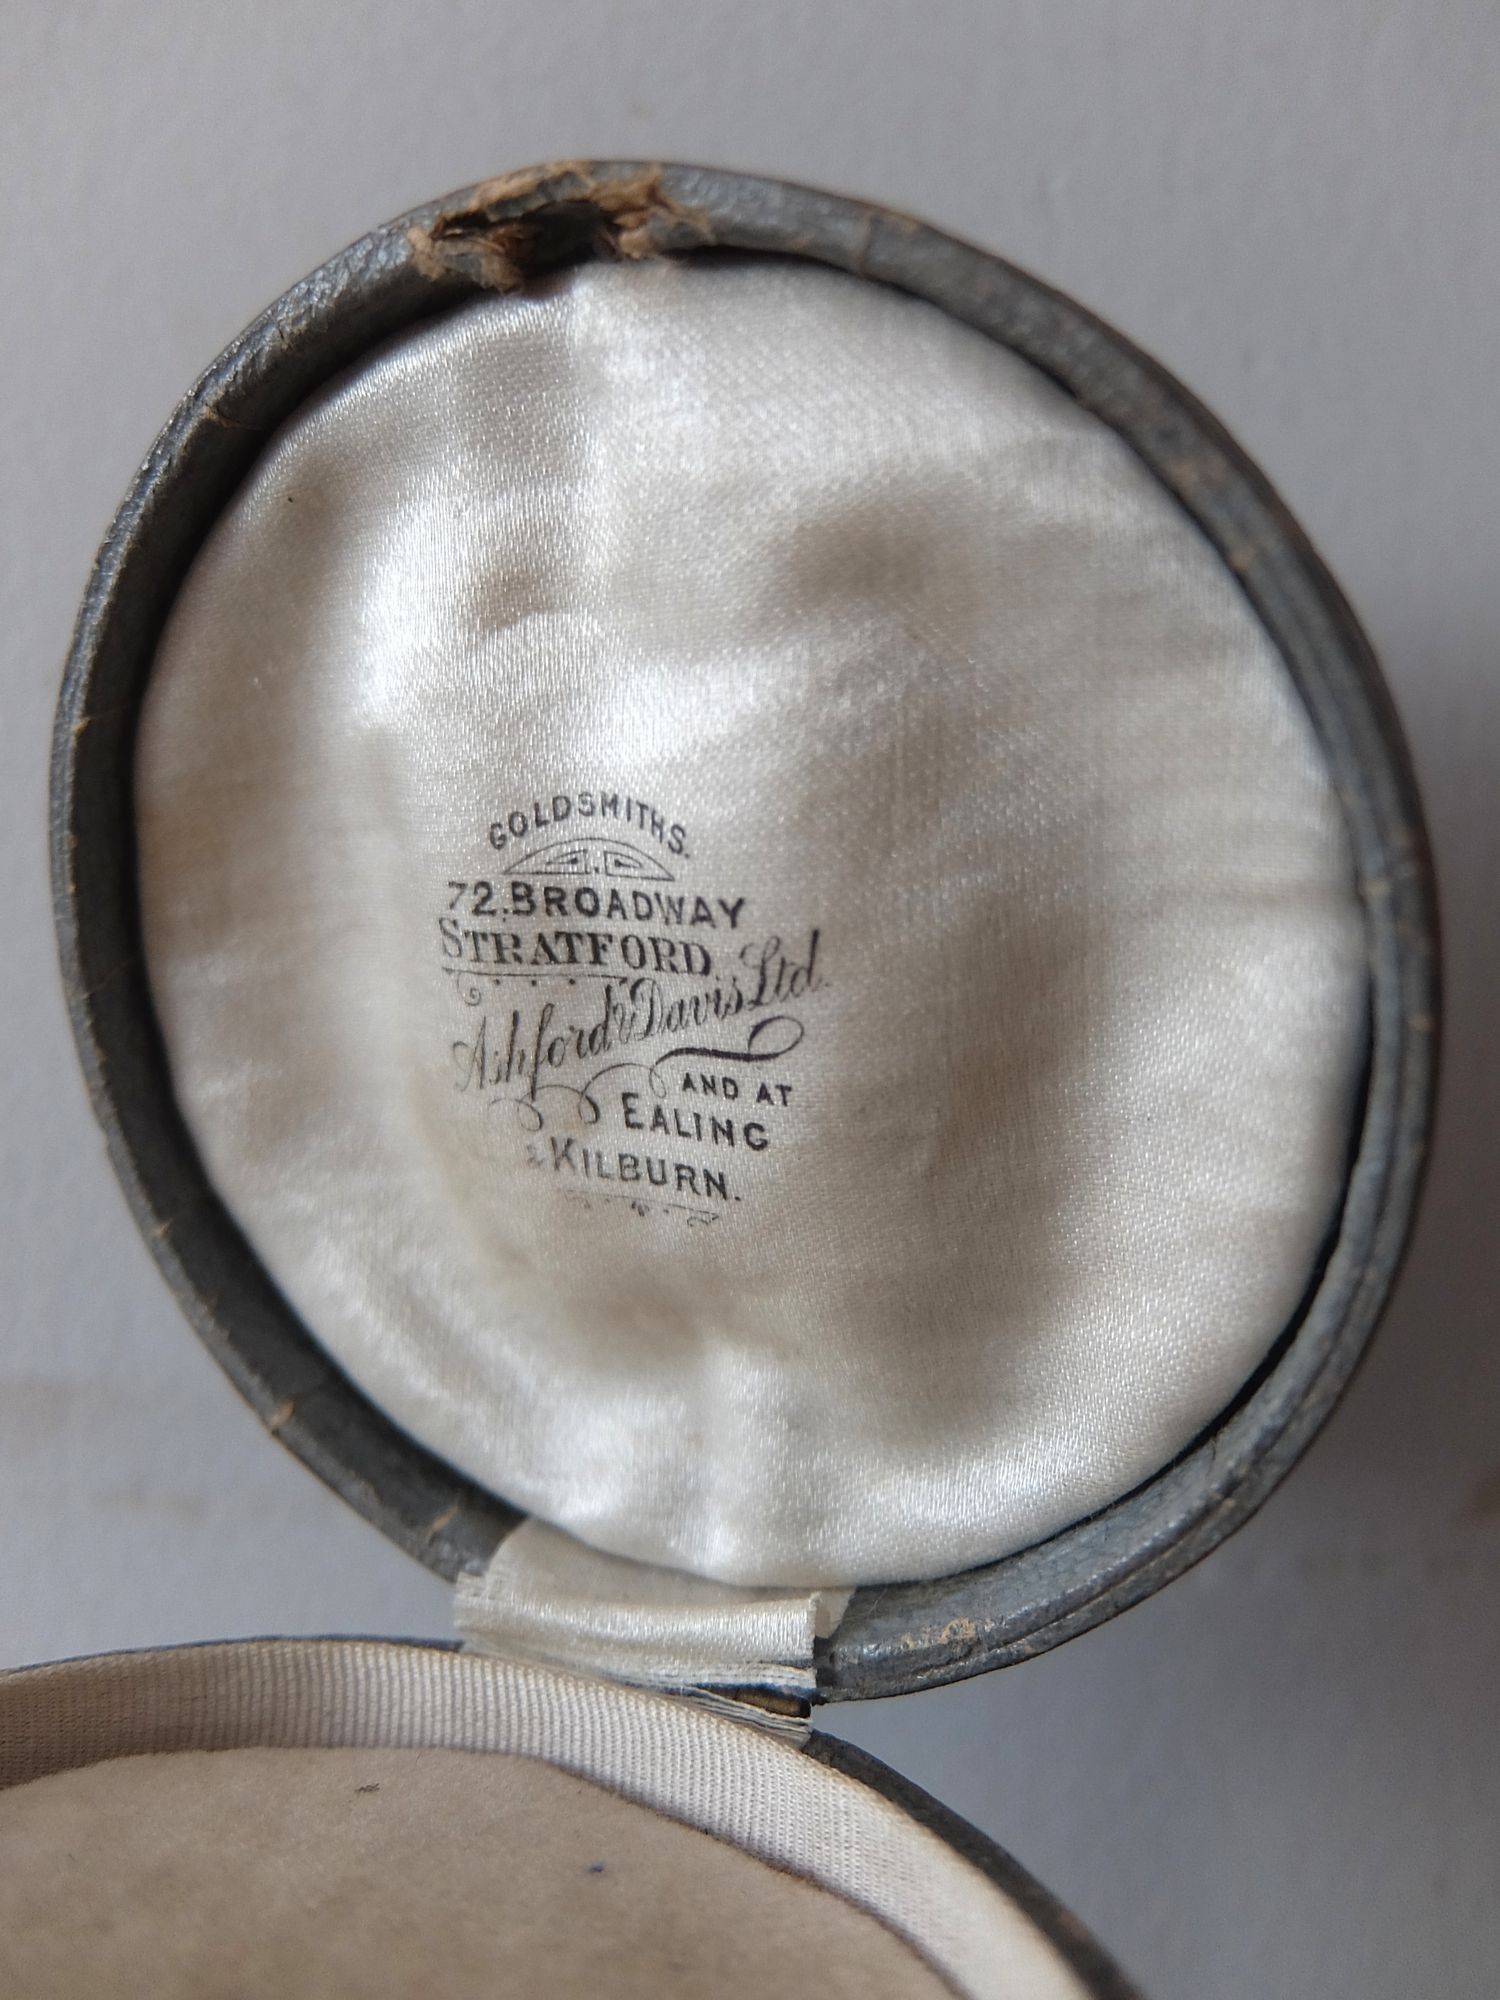 GOLDSMITHS.
72. BROADWAY
STRATFORD.
Ashford & Davis Ltd.
AND AT
EALING
& KILBURN.